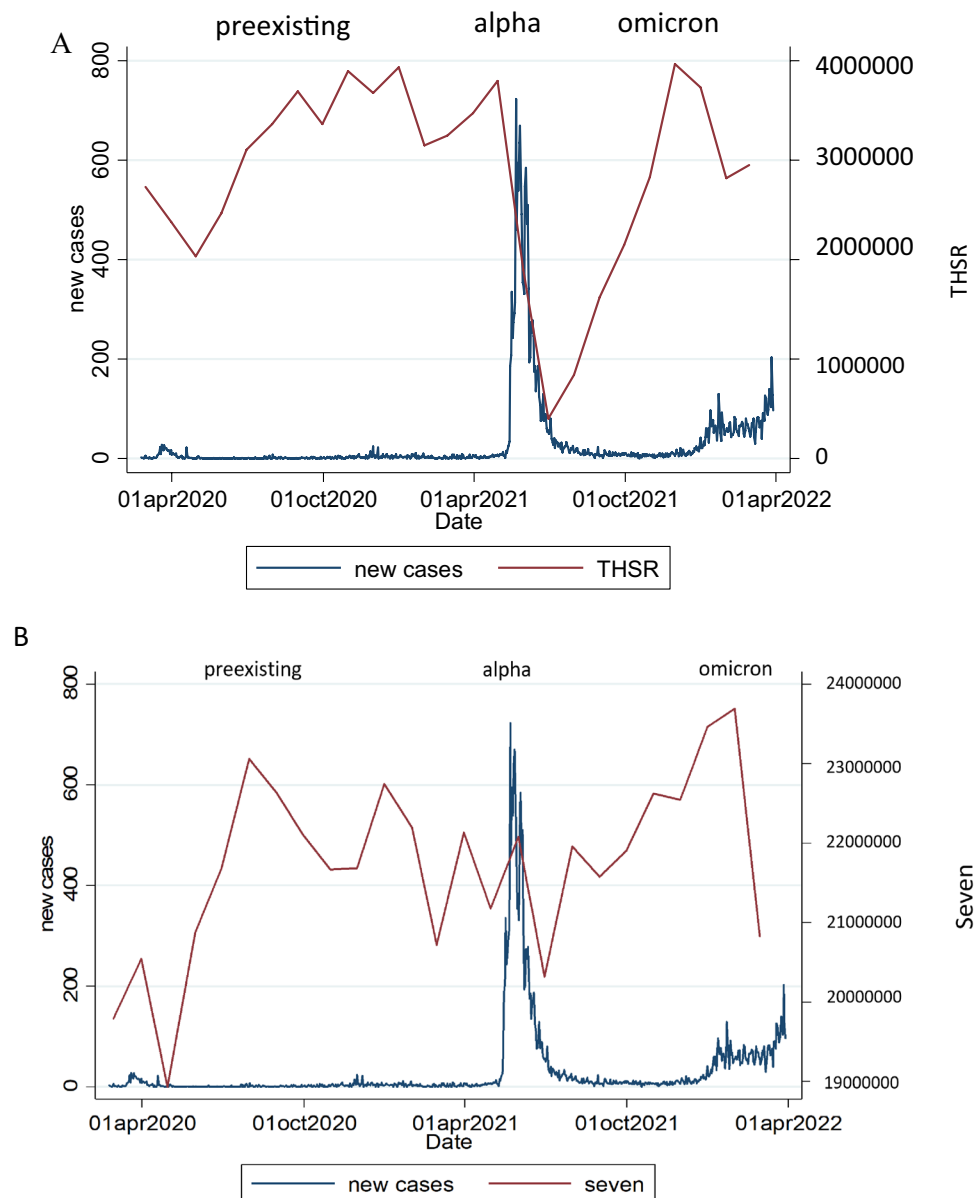 preexisting alpha omicron
A
800 4000000
600 3000000
400 2000000
200 1000000
0 0
new cases
THSR
01apr2020 01oct2020 01apr2021 01oct2021 01apr2022
Date
new cases THSR
B
preexisting alpha omicron
800 24000000
23000000
600
22000000
400
21000000
200 20000000
0 19000000
new cases
Seven
01apr2020 01oct2020 01apr2021 01oct2021 01apr2022
Date
new cases seven